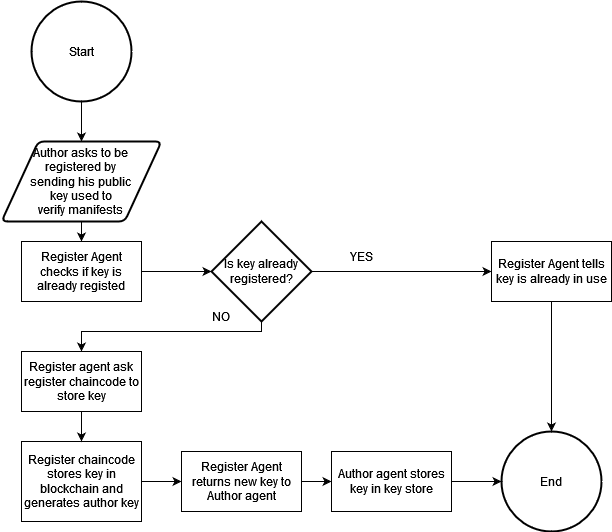 Start
Author asks to be
registered by
sending his public
key used to
verify manifests
Register Agent
checks if key is
already registed
Is key already
registered?
YES
Register Agent tells
key is already in use
NO
Register agent ask
register chaincode to
store key
Register chaincode
stores key in
blockchain and
generates author key
Register Agent
returns new key to
Author agent
Author agent stores
key in key store
End